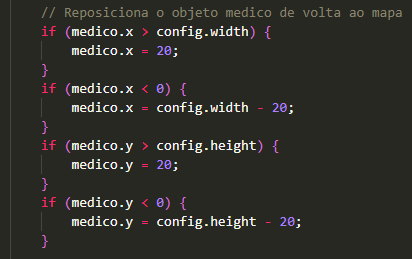 // Reposiciona o objeto medico de volta ao mapa
if (medico.x > config.width) {
    medico.x = 20;
}
if (medico.x < 0) {
    medico.x = config.width - 20;
}
if (medico.y > config.height) {
    medico.y = 20;
}
if (medico.y < 0) {
    medico.y = config.height - 20;
}